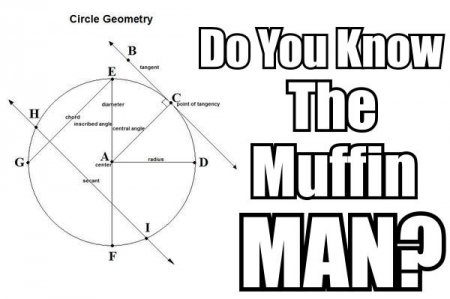 Circle Geometry
B
tangent
E
C
point of tangency
diameter
H
chord
inscribed angle
central angle
G
A
center
radius
D
secant
I
F
Do You Know
The
Muffin
MAN?